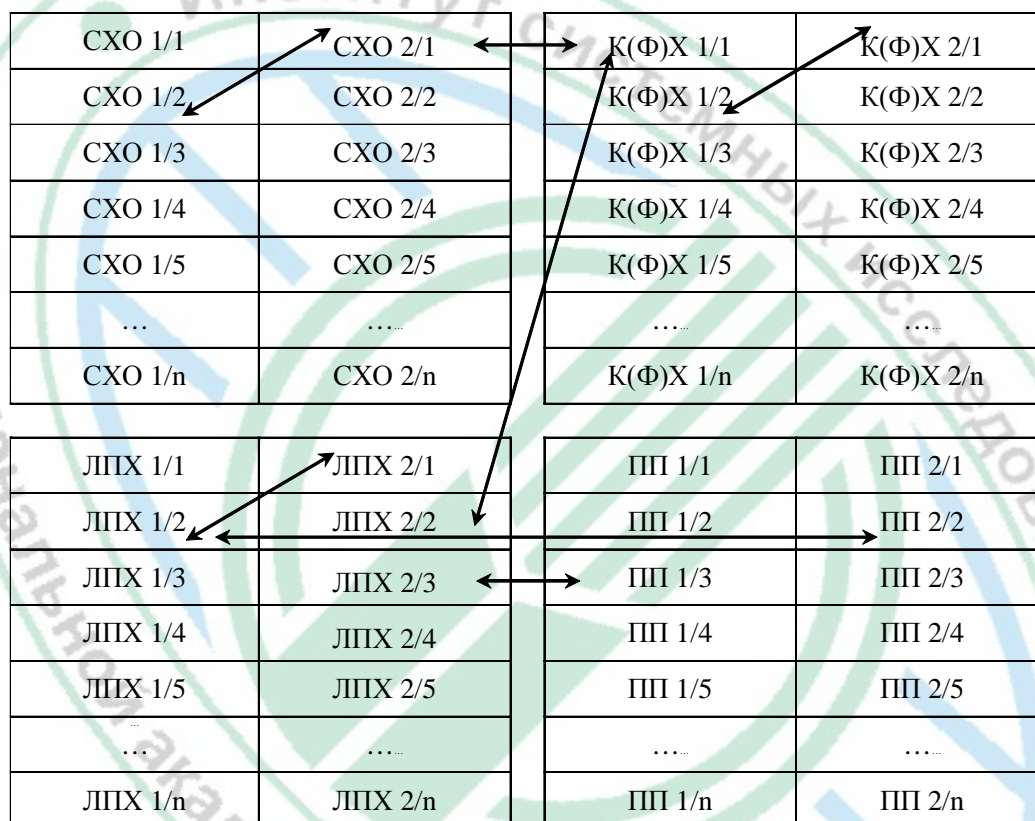 СХО 1/1 СХО 2/1 К(Ф)Х 1/1 К(Ф)Х 2/1
СХО 1/2 СХО 2/2 К(Ф)Х 1/2 К(Ф)Х 2/2
СХО 1/3 СХО 2/3 К(Ф)Х 1/3 К(Ф)Х 2/3
СХО 1/4 СХО 2/4 К(Ф)Х 1/4 К(Ф)Х 2/4
СХО 1/5 СХО 2/5 К(Ф)Х 1/5 К(Ф)Х 2/5
… …... …... …...
СХО 1/n СХО 2/n К(Ф)Х 1/n К(Ф)Х 2/n
ЛПХ 1/1 ЛПХ 2/1 ПП 1/1 ПП 2/1
ЛПХ 1/2 ЛПХ 2/2 ПП 1/2 ПП 2/2
ЛПХ 1/3 ЛПХ 2/3 ПП 1/3 ПП 2/3
ЛПХ 1/4 ЛПХ 2/4 ПП 1/4 ПП 2/4
ЛПХ 1/5 ЛПХ 2/5 ПП 1/5 ПП 2/5
...
… …... …... …...
ЛПХ 1/n ЛПХ 2/n ПП 1/n ПП 2/n
системных исследов